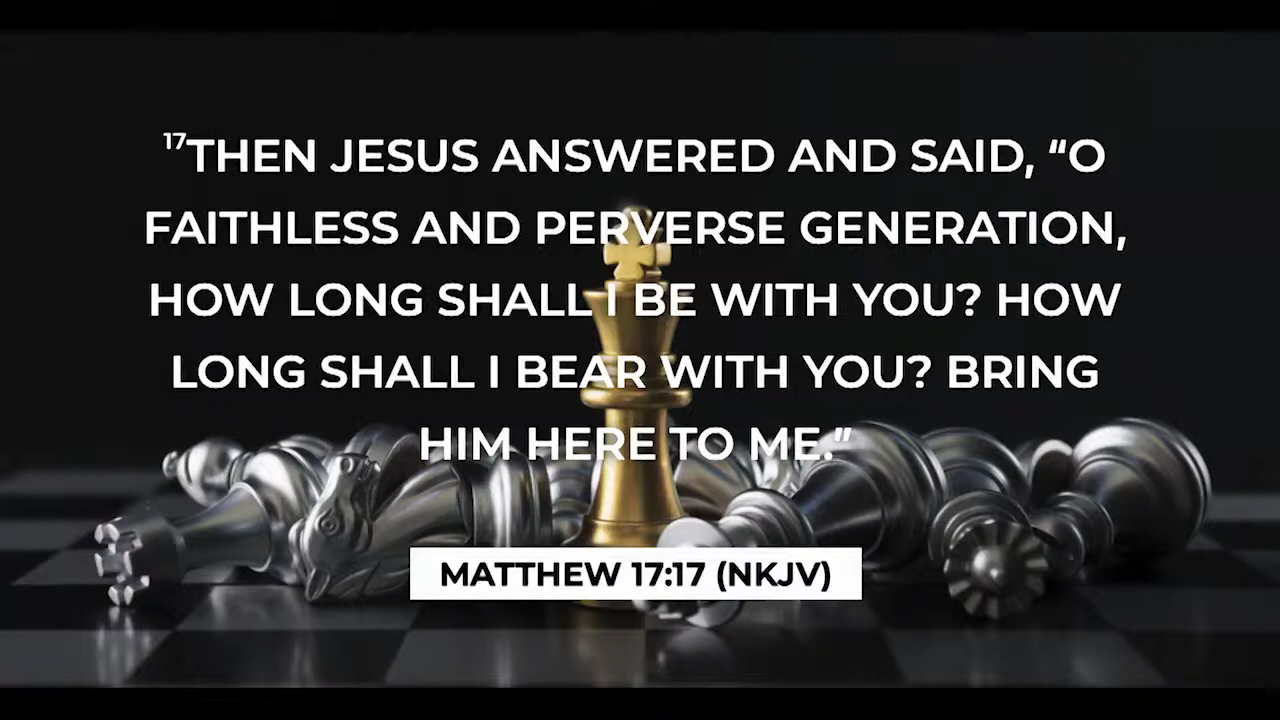 17THEN JESUS ANSWERED AND SAID, “O
FAITHLESS AND PERVERSE GENERATION,
HOW LONG SHALL I BE WITH YOU? HOW
LONG SHALL I BEAR WITH YOU? BRING
HIM HERE TO ME.”
MATTHEW 17:17 (NKJV)